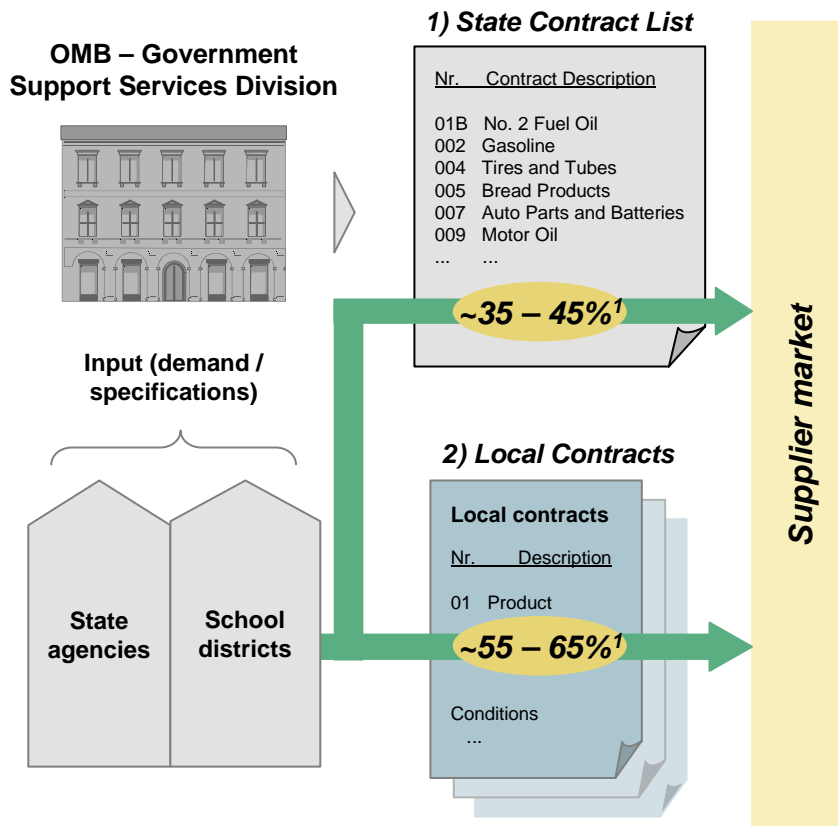 OMB – Government
Support Services Division
1) State Contract List
Nr. Contract Description
01B No. 2 Fuel Oil
002 Gasoline
004 Tires and Tubes
005 Bread Products
007 Auto Parts and Batteries
009 Motor Oil
... ...
~35 – 45%¹
Input (demand /
specifications)
State
agencies
School
districts
2) Local Contracts
Local contracts
Nr. Description
01 Product
~55 – 65%¹
Conditions
...
Supplier market